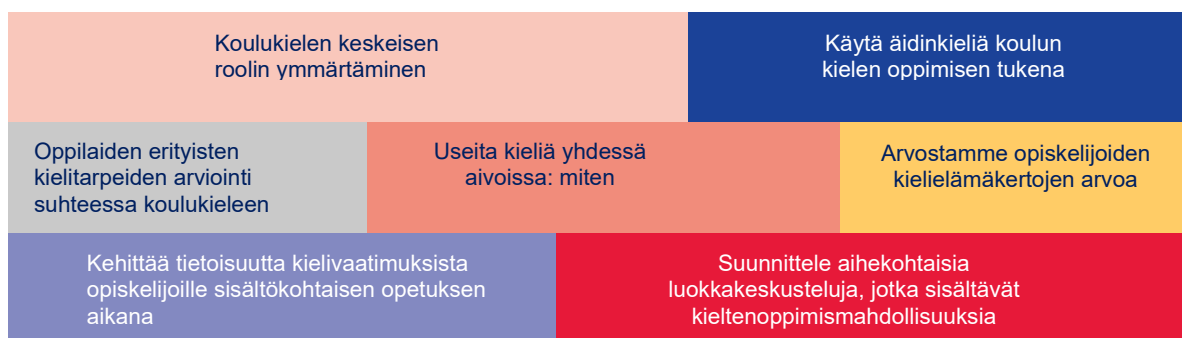 Koulukielen keskeisen
roolin ymmärtäminen
Käytä äidinkieliä koulun
kielen oppimisen tukena
Oppilaiden erityisten
kielitarpeiden arviointi
suhteessa koulukieleen
Useita kieliä yhdessä
aivoissa: miten
Arvostamme opiskelijoiden
kielielämäkertojen arvoa
Kehittää tietoisuutta kielivaatimuksista
opiskelijoille sisältökohtaisen opetuksen
aikana
Suunnittele aihekohtaisia
luokkakeskusteluja, jotka sisältävät
kieltenoppimismahdollisuuksia